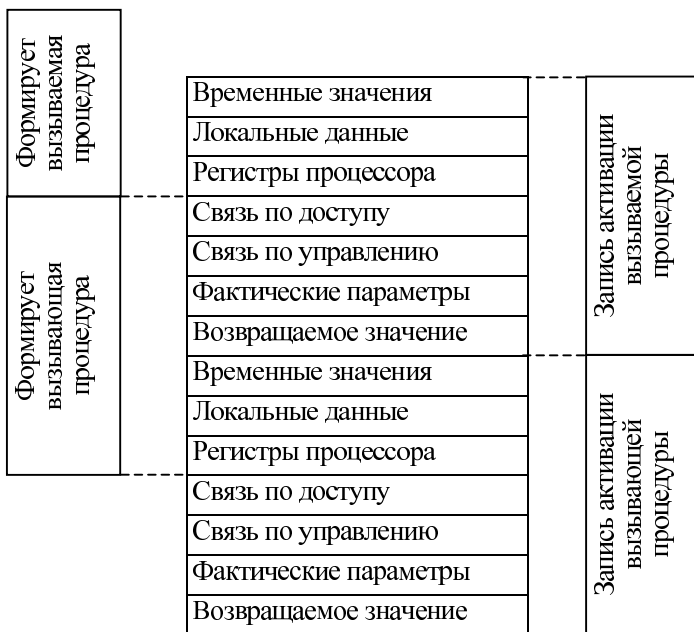 Формирует
вызываемая
процедура
Формирует
вызывающая
процедура
Временные значения
Локальные данные
Регистры процессора
Связь по доступу
Связь по управлению
Фактические параметры
Возвращаемое значение
Временные значения
Локальные данные
Регистры процессора
Связь по доступу
Связь по управлению
Фактические параметры
Возвращаемое значение
Запись активации
вызываемой
процедуры
Запись активации
вызывающей
процедуры